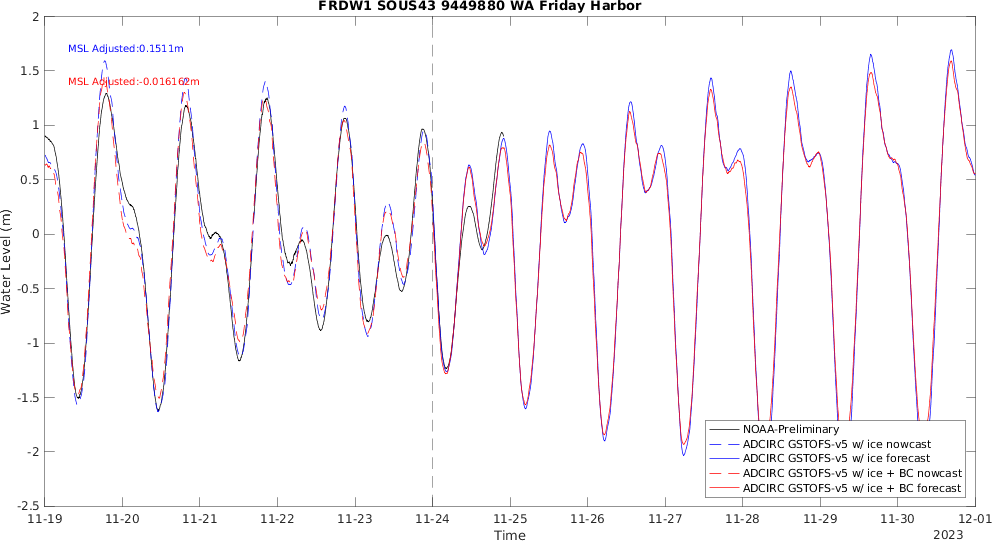 FRDW1 SOUS43 9449880 WA Friday Harbor
2
MSL Adjusted:0.1511m
1.5
MSL Adjusted:-0.016162m
1
0.5
0
-0.5
-1
-1.5
-2
-2.5
Water Level (m)
NOAA-Preliminary
ADCIRC GSTOFS-v5 w/ ice nowcast
ADCIRC GSTOFS-v5 w/ ice forecast
ADCIRC GSTOFS-v5 w/ ice + BC nowcast
ADCIRC GSTOFS-v5 w/ ice + BC forecast
11-19 11-20 11-21 11-22 11-23 11-24 11-25 11-26 11-27 11-28 11-29 11-30 12-01
Time
2023